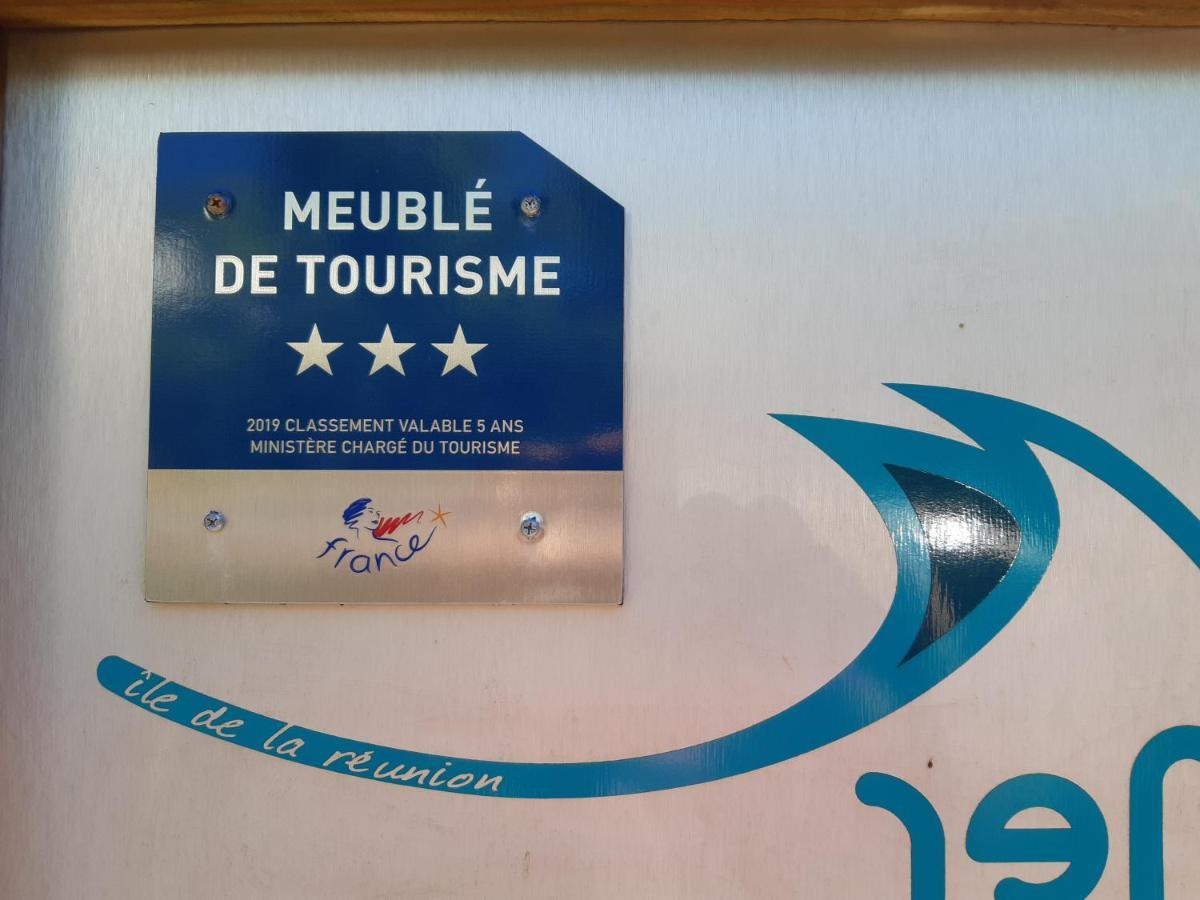 MEUBLÉ
DE TOURISME
2019 CLASSEMENT VALABLE 5 ANS
MINISTÈRE CHARGÉ DU TOURISME
france
île de la réunion